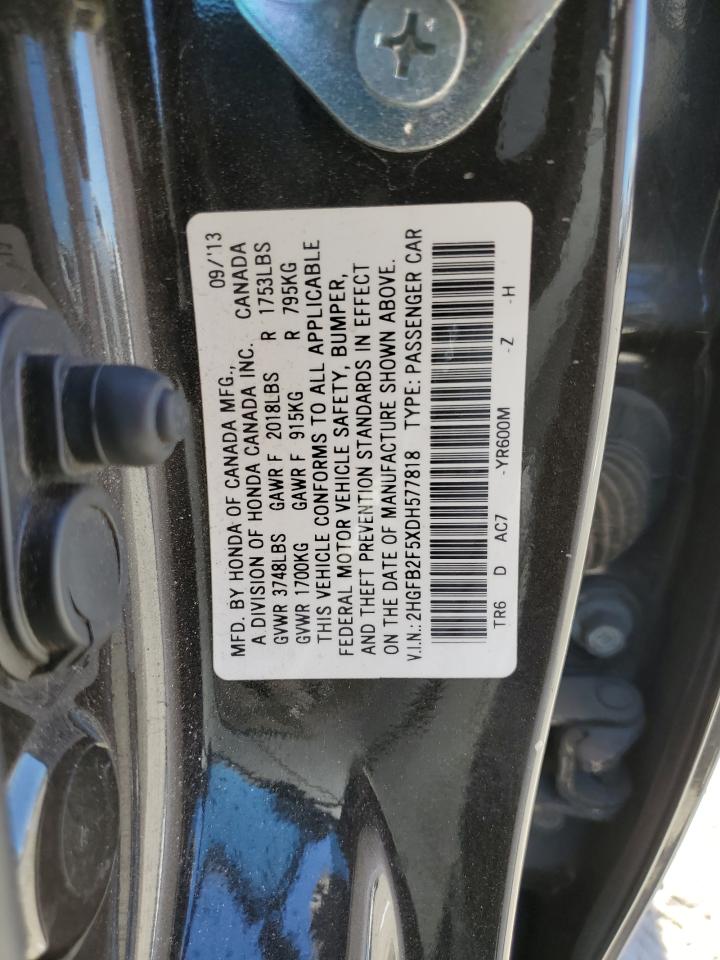 MFD. BY HONDA OF CANADA MFG., 09/'13
A DIVISION OF HONDA CANADA INC. CANADA
GVWR 3748LBS GAWR F 2018LBS R 1753LBS
GVWR 1700KG GAWR F 915KG R 795KG
THIS VEHICLE CONFORMS TO ALL APPLICABLE
FEDERAL MOTOR VEHICLE SAFETY, BUMPER,
AND THEFT PREVENTION STANDARDS IN EFFECT
ON THE DATE OF MANUFACTURE SHOWN ABOVE.
V.I.N.: 2HGFB2F5XDH577818 TYPE: PASSENGER CAR
TR6 D AC7 -YR600M -Z -H